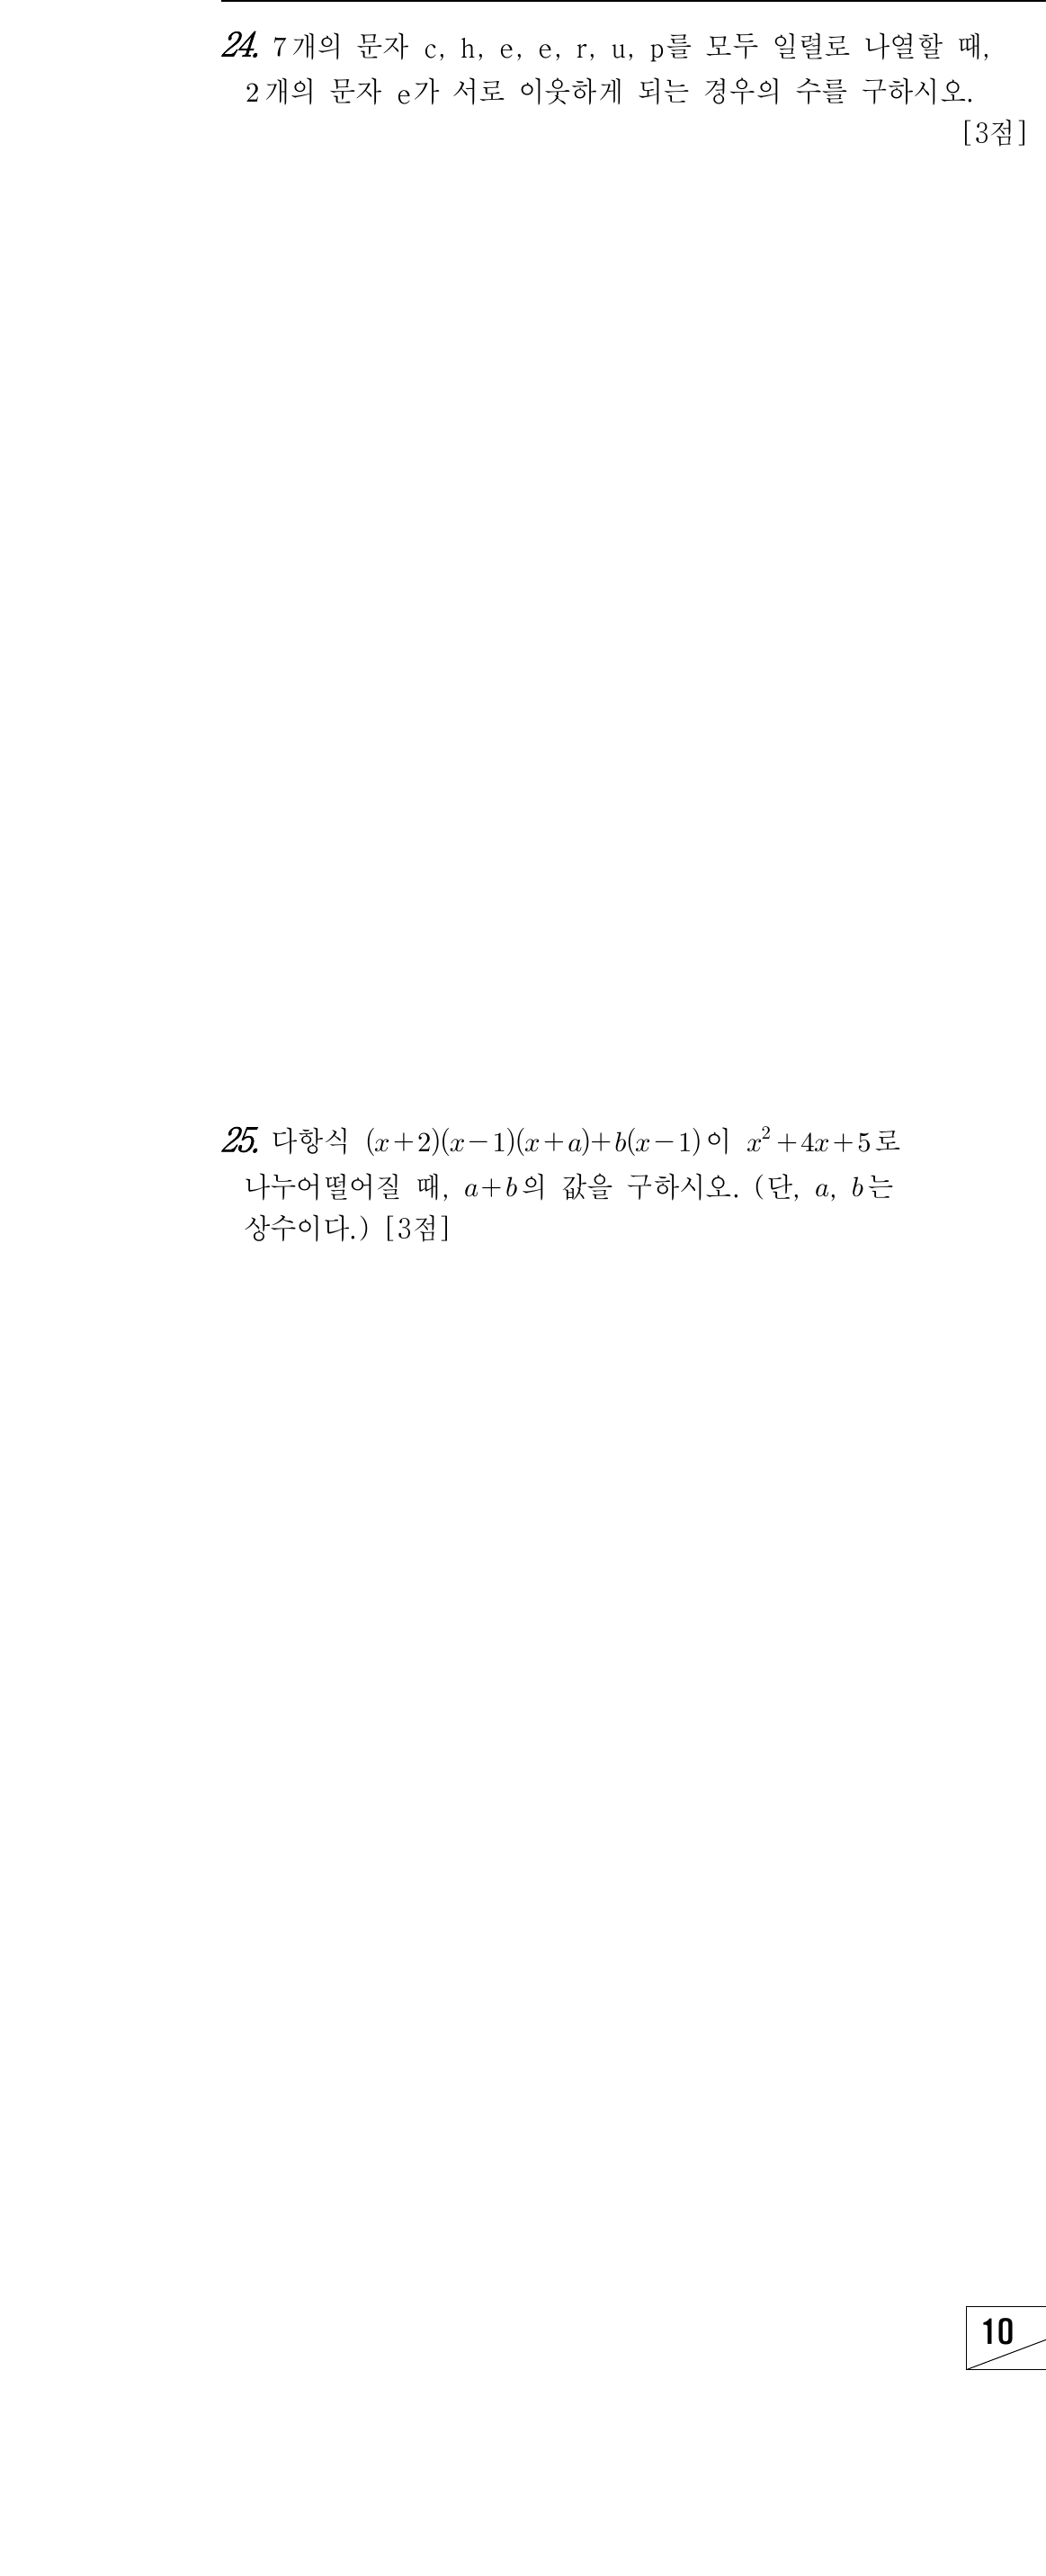 24. 7개의 문자 c, h, e, e, r, u, p를 모두 일렬로 나열할 때,
2개의 문자 e가 서로 이웃하게 되는 경우의 수를 구하시오.
[3점]
25. 다항식 (x+2)(x-1)(x+a)+b(x-1)이 x²+4x+5로
나누어떨어질 때, a+b의 값을 구하시오. (단, a, b는
상수이다.) [3점]
10